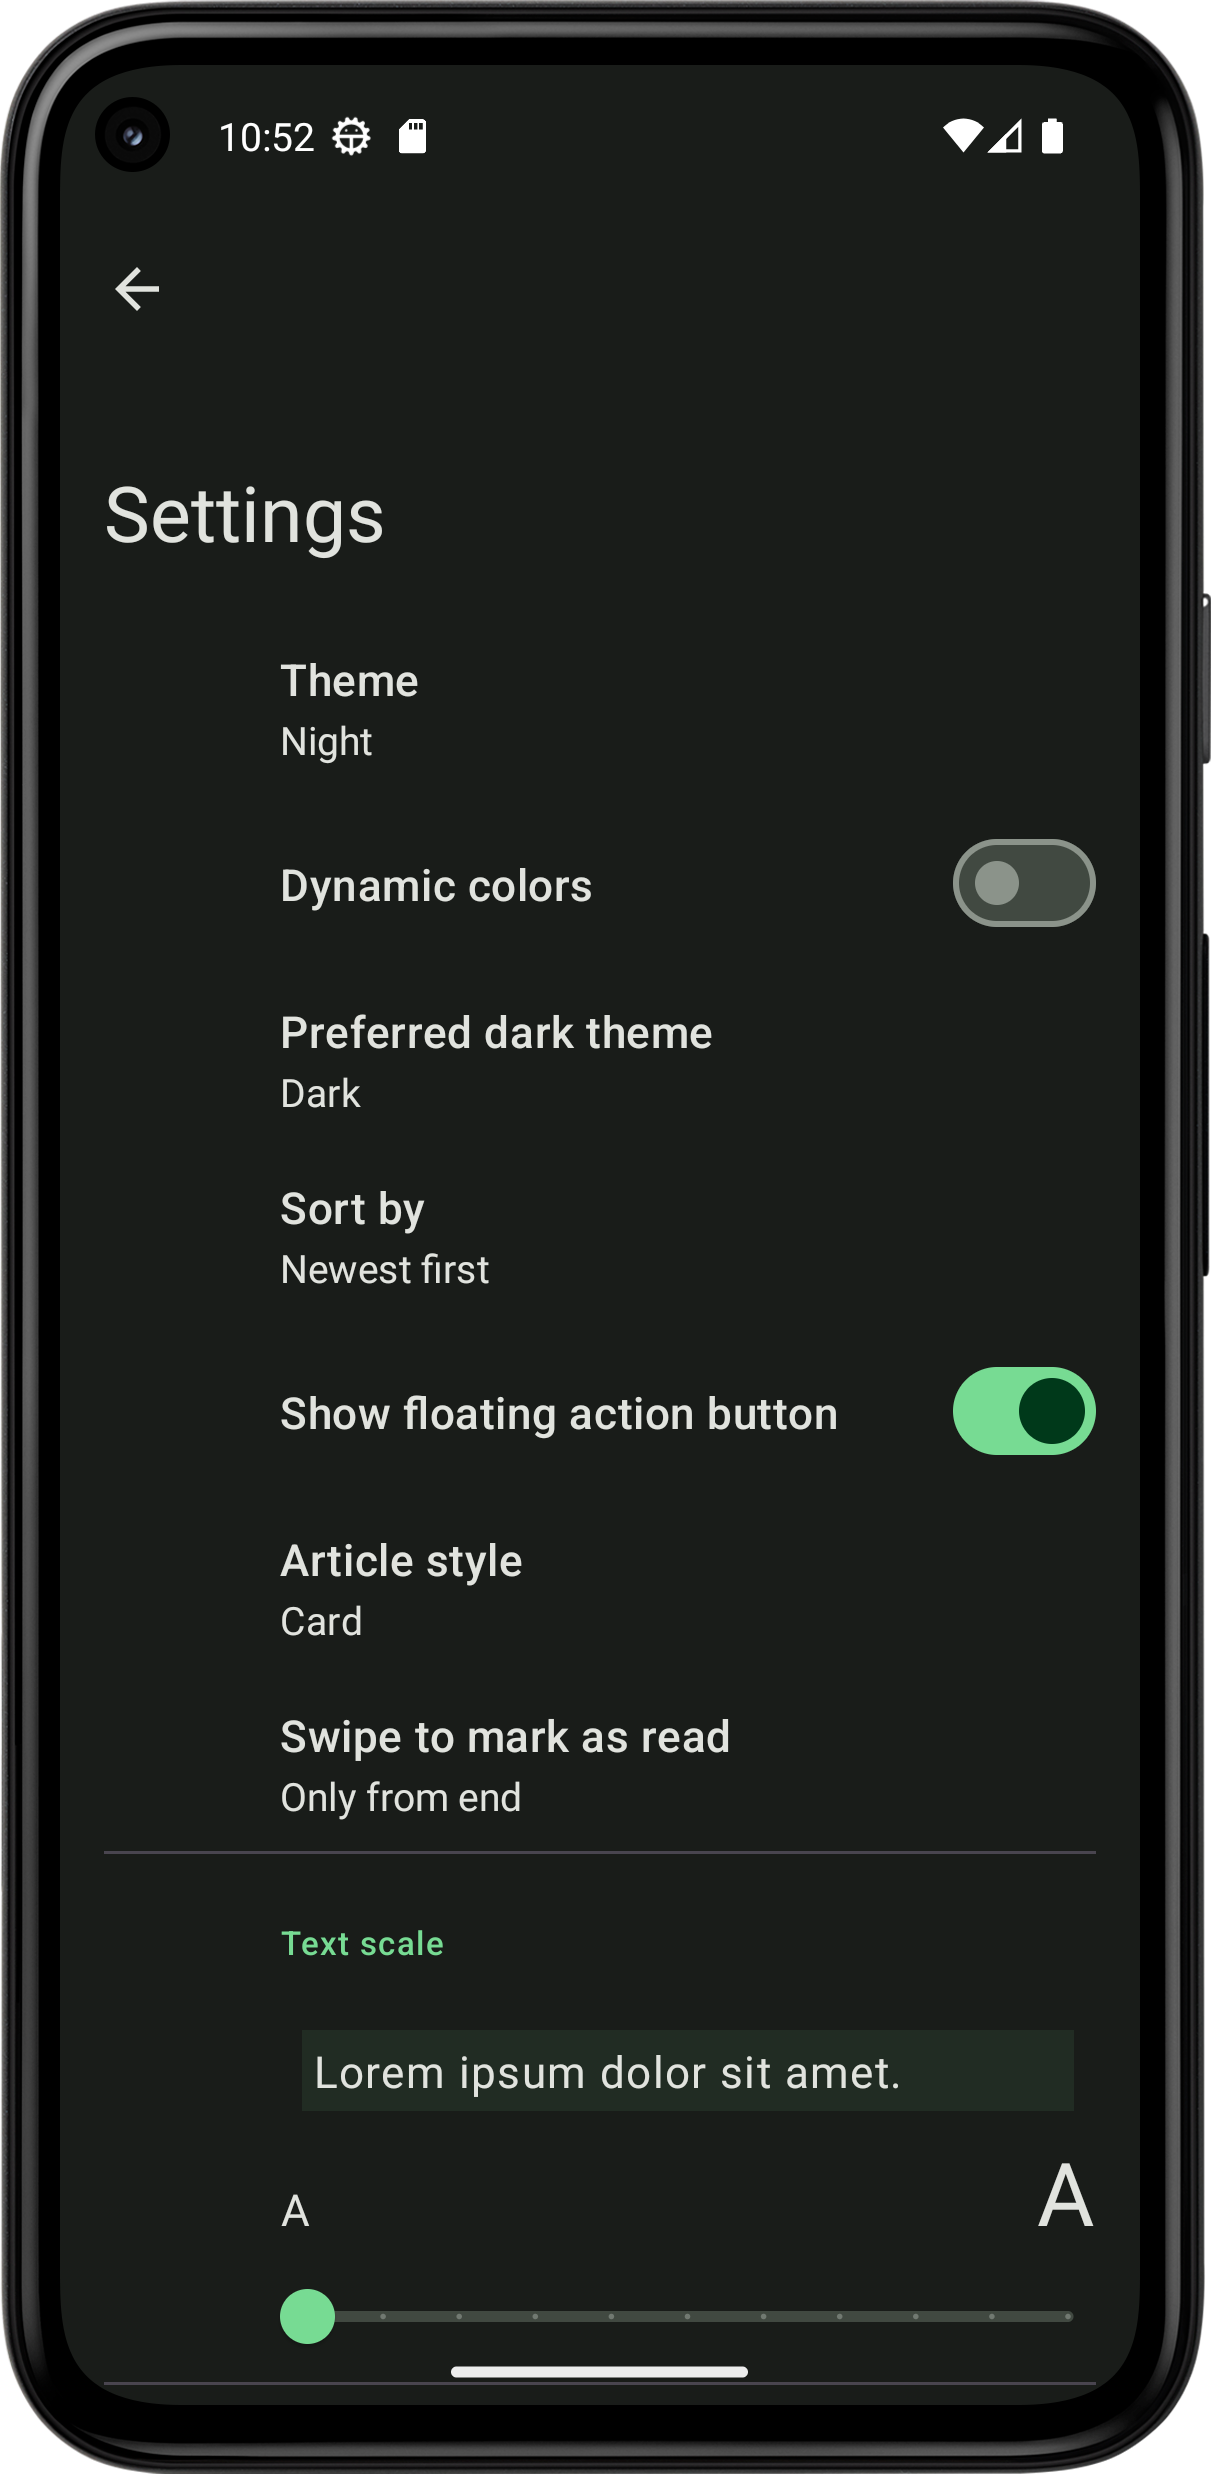 10:52
Settings
Theme
Night
Dynamic colors
Preferred dark theme
Dark
Sort by
Newest first
Show floating action button
Article style
Card
Swipe to mark as read
Only from end
Text scale
Lorem ipsum dolor sit amet.
A A